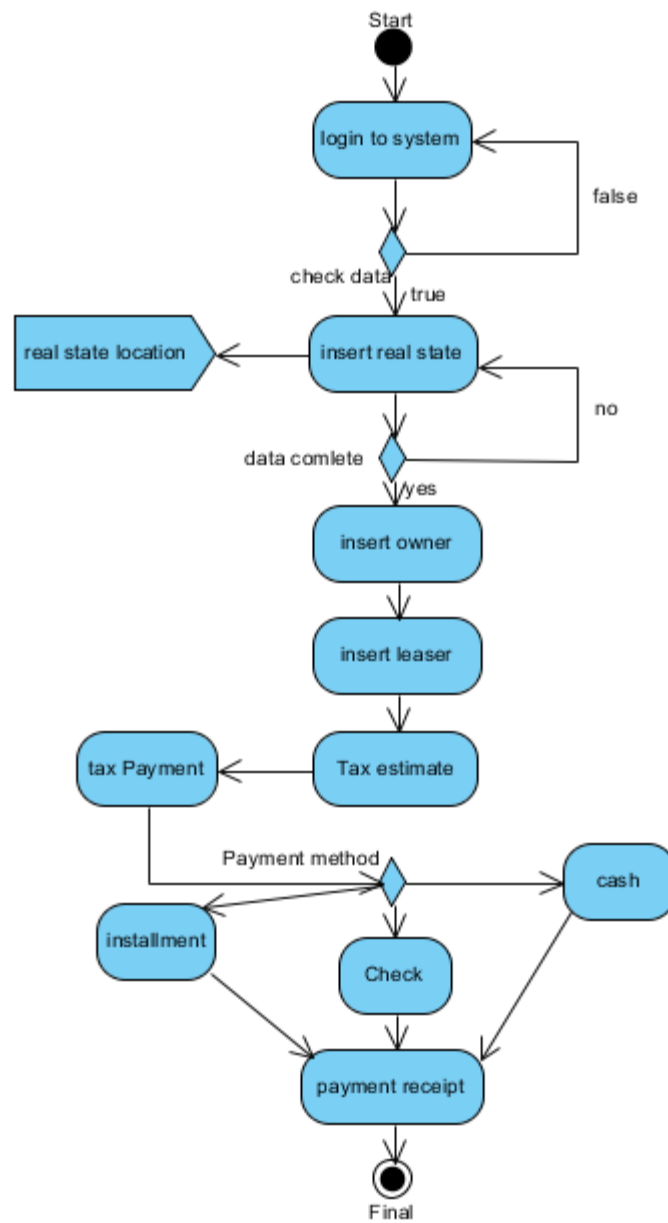 Start
login to system
false
check data
true
real state location
insert real state
no
data comlete
yes
insert owner
insert leaser
tax Payment
Tax estimate
Payment method
cash
installment
Check
payment receipt
Final